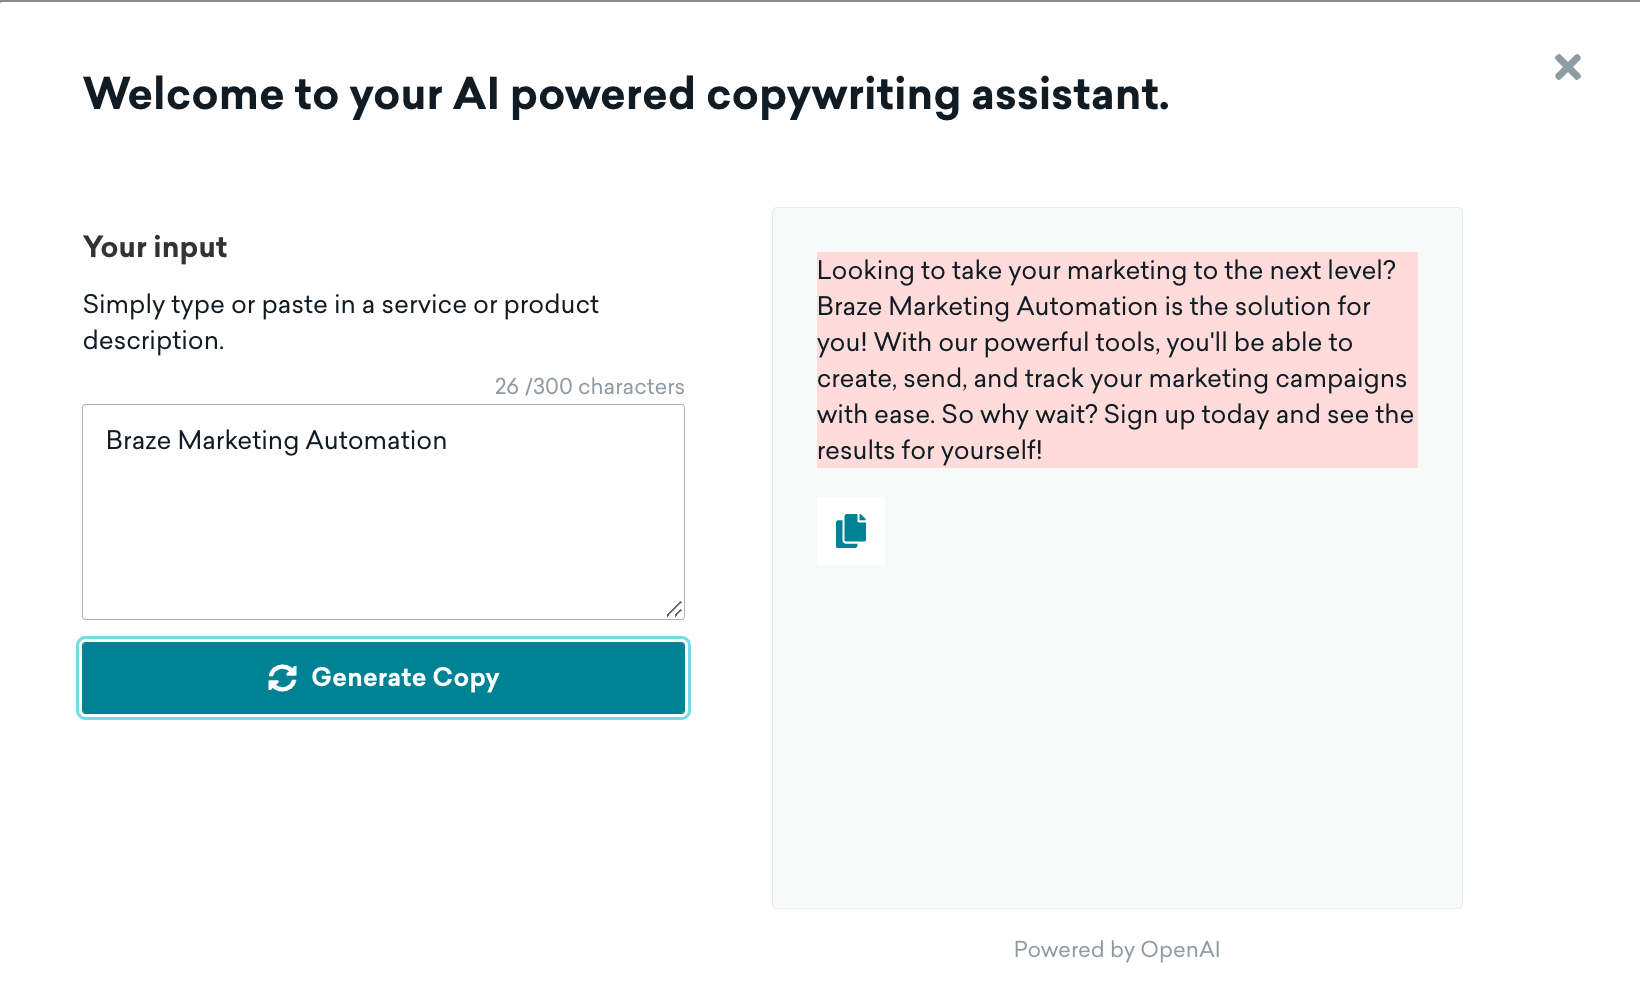 Welcome to your AI powered copywriting assistant.
Your input
Simply type or paste in a service or product
description.
26 /300 characters
Braze Marketing Automation
Generate Copy
Looking to take your marketing to the next level?
Braze Marketing Automation is the solution for
you! With our powerful tools, you'll be able to
create, send, and track your marketing campaigns
with ease. So why wait? Sign up today and see the
results for yourself!
Powered by OpenAI